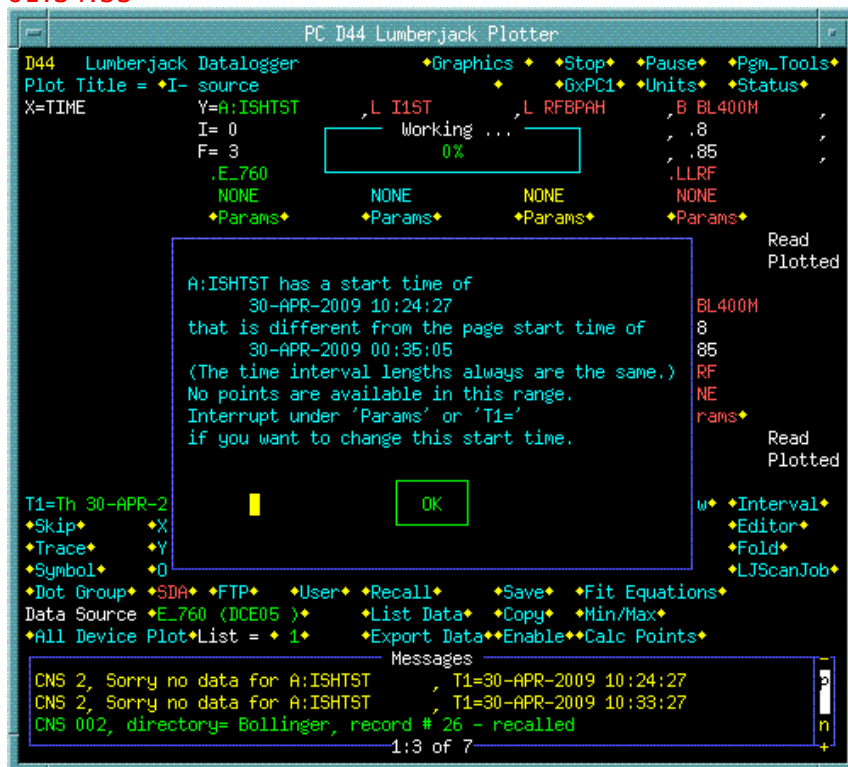 PC D44 Lumberjack Plotter
D44 Lumberjack Datalogger ◆Graphics ◆ ◆Stop◆ ◆Pause◆ ◆Pgm_Tools◆
Plot Title = ◆I- source ◆ ◆GxPC1◆ ◆Units◆ ◆Status◆
X=TIME Y=A:ISHTST ,L I1ST ,L RFBPAH ,B BL400M ,
I= 0 Working ... , .8 ,
F= 3 0% , .85 ,
.E_760 .LLRF
NONE NONE NONE NONE
◆Params◆ ◆Params◆ ◆Params◆ ◆Params◆
Read
Plotted
A:ISHTST has a start time of
30-APR-2009 10:24:27 BL400M
that is different from the page start time of 8
30-APR-2009 00:35:05 85
(The time interval lengths always are the same.) RF
No points are available in this range. NE
Interrupt under 'Params' or 'T1=' rams◆
if you want to change this start time. Read
Plotted
T1=Th 30-APR-2 OK w◆ ◆Interval◆
◆Skip◆ ◆X ◆Editor◆
◆Trace◆ ◆Y ◆Fold◆
◆Symbol◆ ◆O ◆LJScanJob◆
◆Dot Group◆ ◆SDA◆ ◆FTP◆ ◆User◆ ◆Recall◆ ◆Save◆ ◆Fit Equations◆
Data Source ◆E_760 (DCE05 )◆ ◆List Data◆ ◆Copy◆ ◆Min/Max◆
◆All Device Plot◆List = ◆ 1◆ ◆Export Data◆◆Enable◆◆Calc Points◆
Messages
CNS 2, Sorry no data for A:ISHTST , T1=30-APR-2009 10:24:27
CNS 2, Sorry no data for A:ISHTST , T1=30-APR-2009 10:33:27
CNS 002, directory= Bollinger, record # 26 - recalled
1:3 of 7